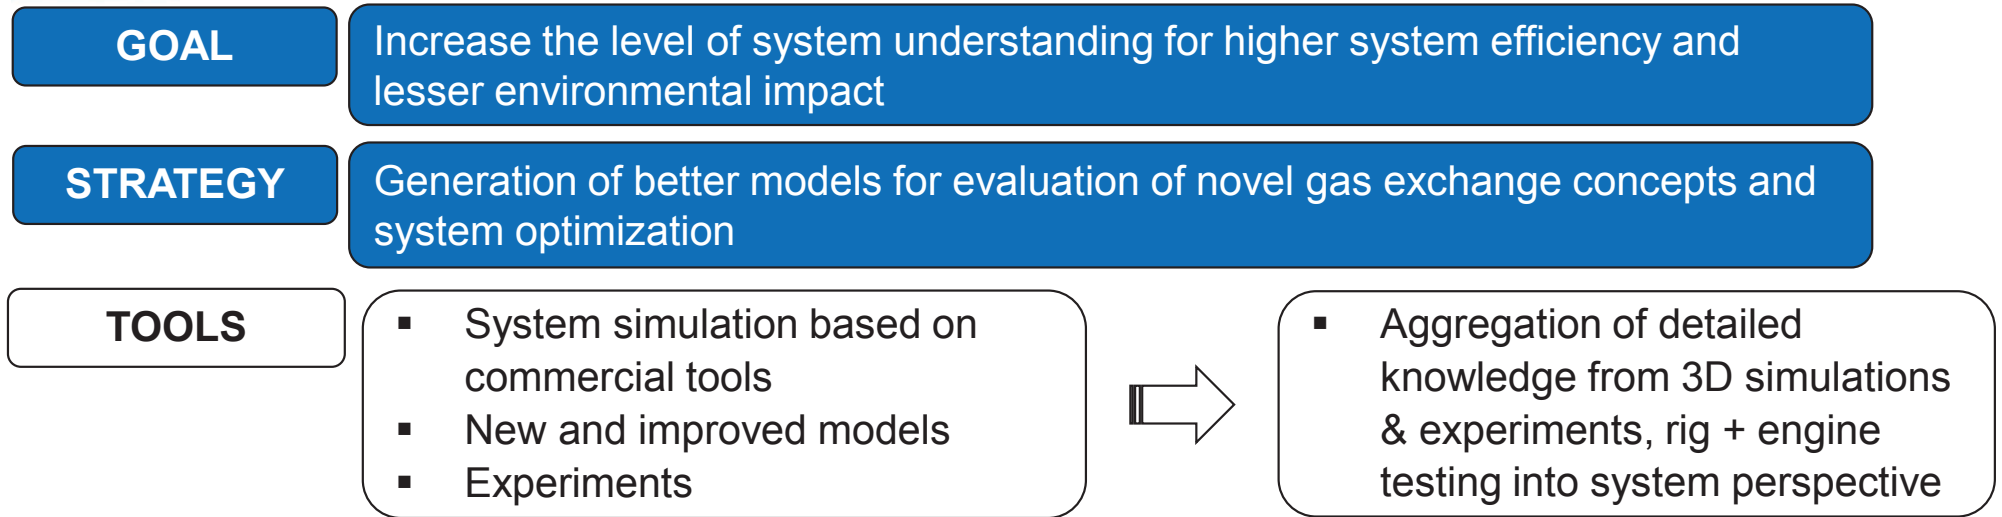 GOAL
Increase the level of system understanding for higher system efficiency and
lesser environmental impact
STRATEGY
Generation of better models for evaluation of novel gas exchange concepts and
system optimization
TOOLS
▪ System simulation based on
commercial tools
▪ New and improved models
▪ Experiments
▪ Aggregation of detailed
knowledge from 3D simulations
& experiments, rig + engine
testing into system perspective